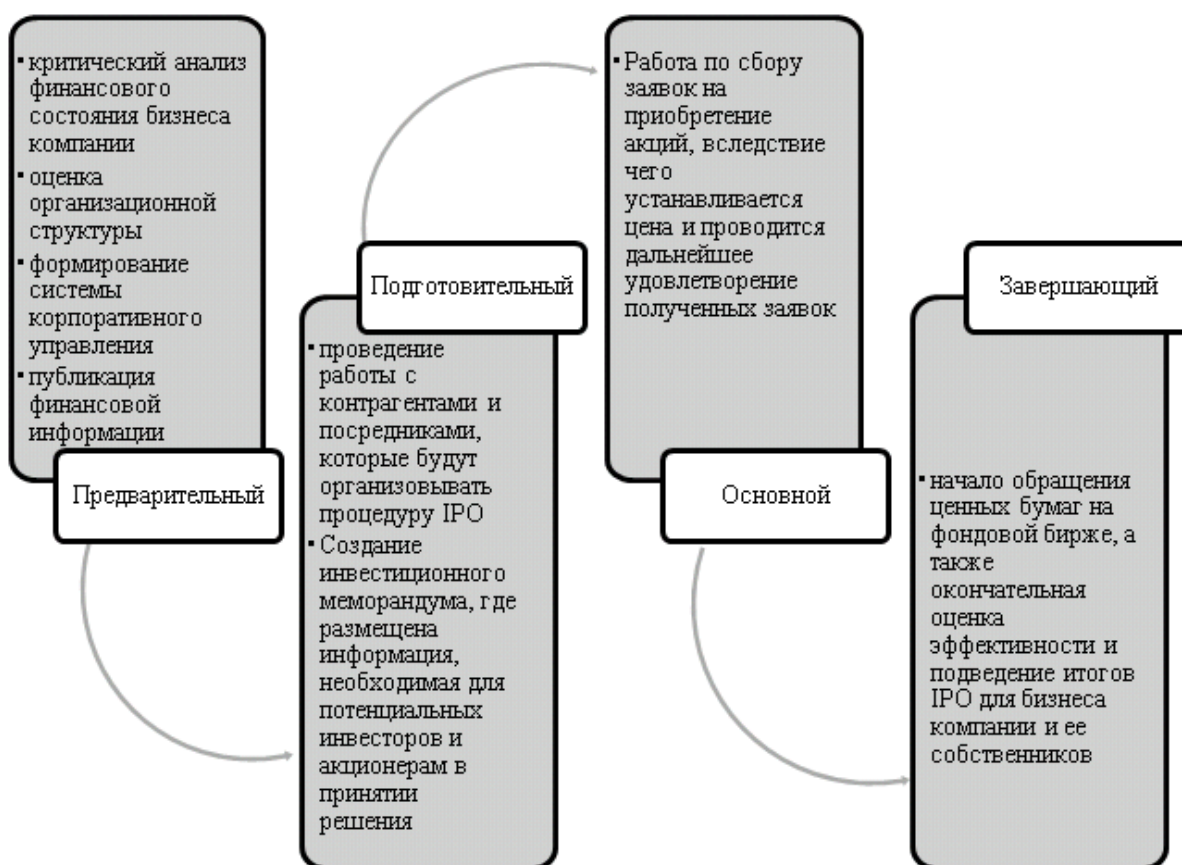 ▪ критический анализ
финансового
состояния бизнеса
компании
▪ оценка
организационной
структуры
▪ формирование
системы
корпоративного
управления
▪ публикация
финансовой
информации
Предварительный
Подготовительный
▪ проведение
работы с
контрагентами и
посредниками,
которые будут
организовывать
процедуру IPO
▪ Создание
инвестиционного
меморандума, где
размещена
информация,
необходимая для
потенциальных
инвесторов и
акционерам в
принятии
решения
▪ Работа по сбору
заявок на
приобретение
акций, вследствие
чего
устанавливается
цена и проводится
дальнейшее
удовлетворение
полученных заявок
Основной
Завершающий
▪ начало обращения
ценных бумаг на
фондовой бирже, а
также
окончательная
оценка
эффективности и
подведение итогов
IPO для бизнеса
компании и ее
собственников